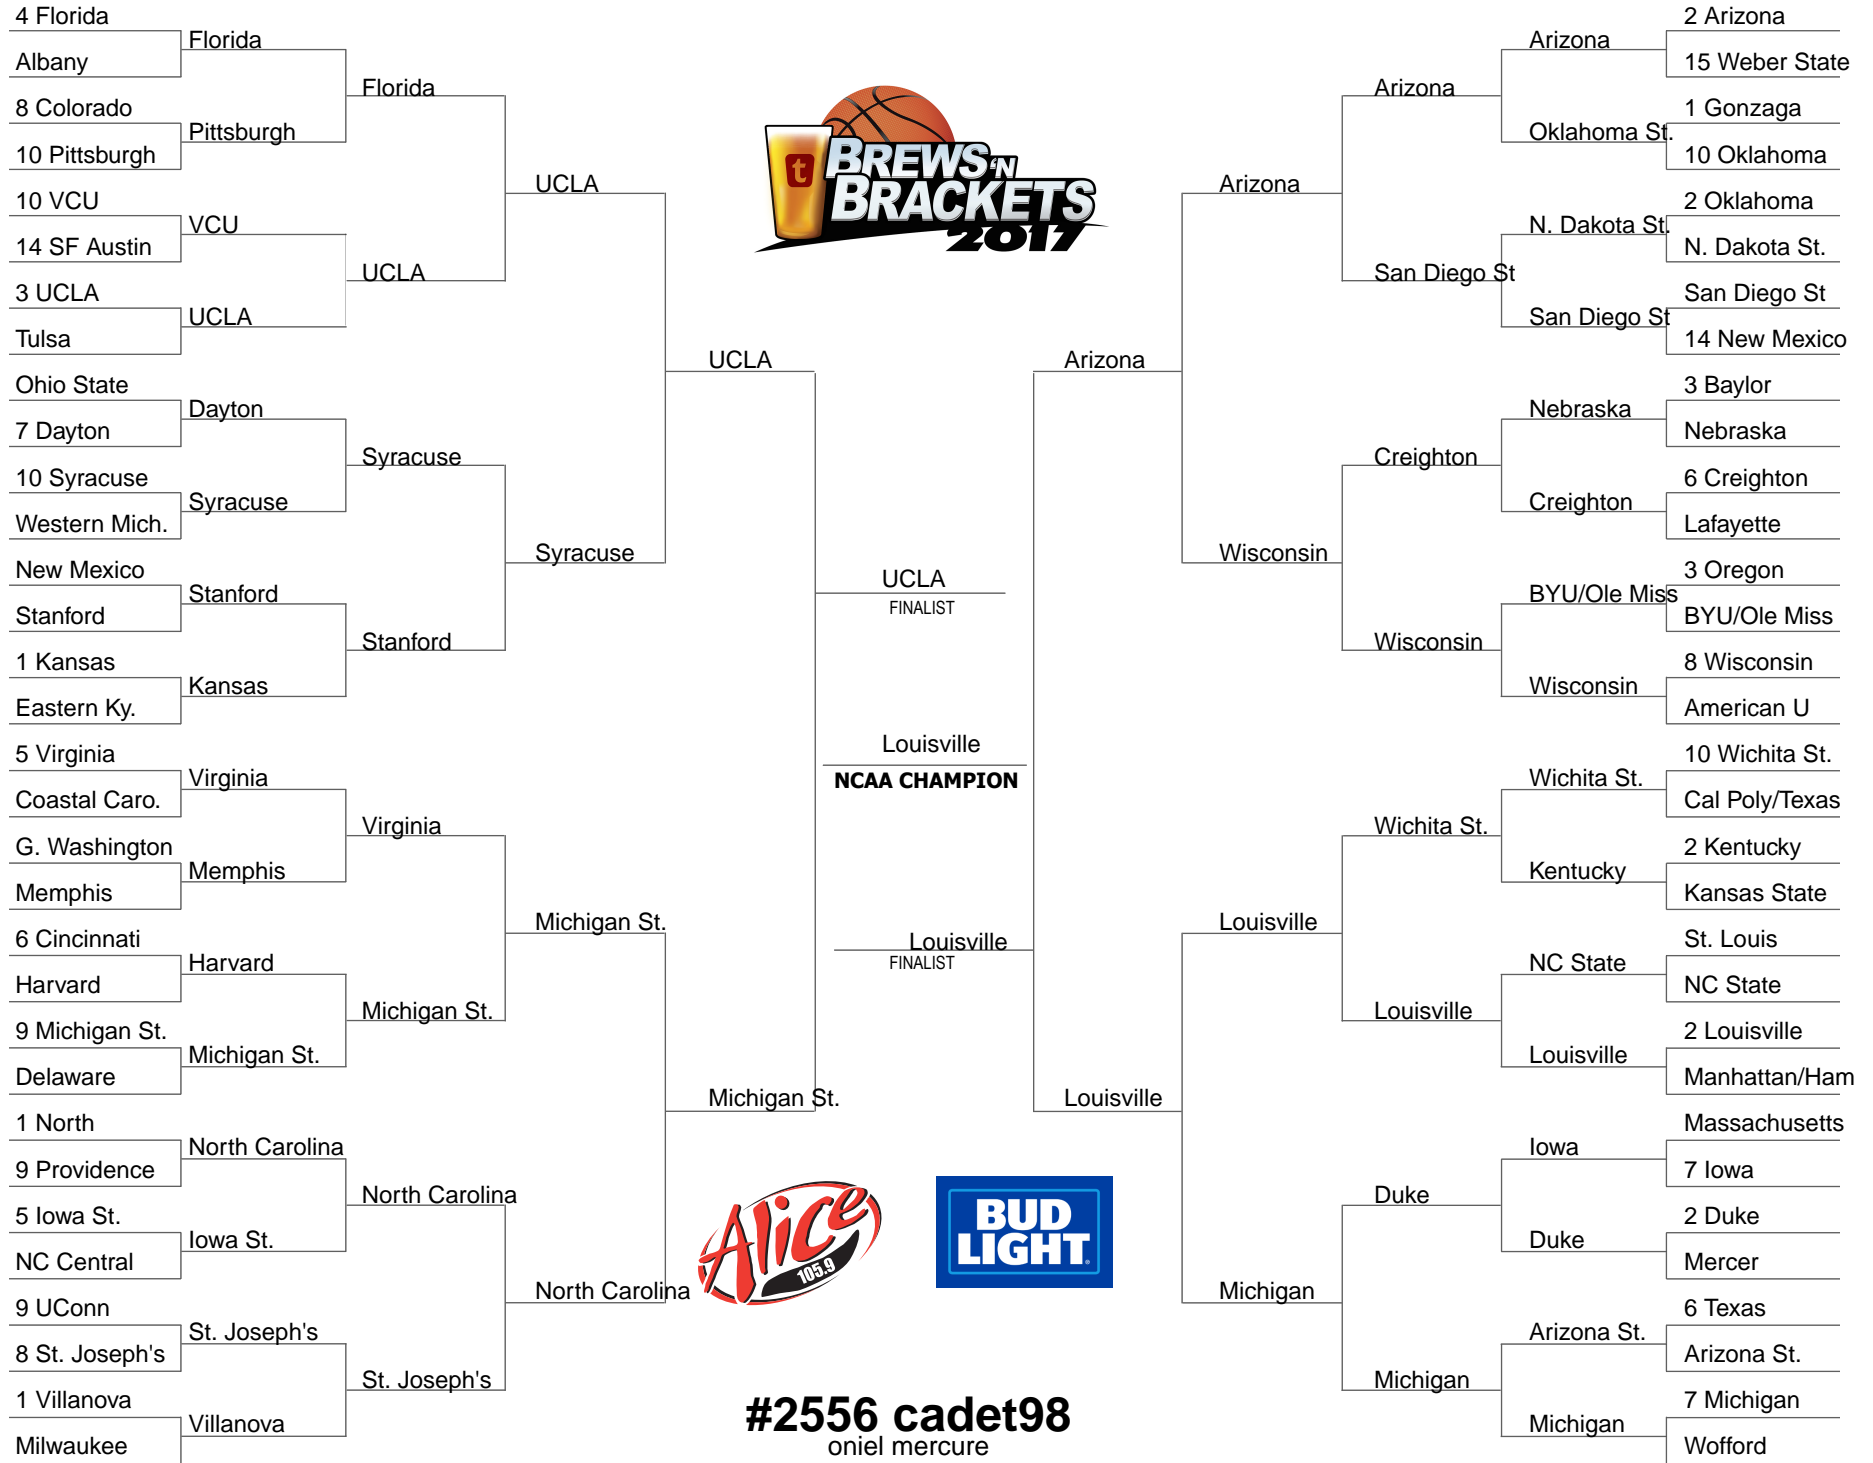 4 Florida
Albany
8 Colorado
10 Pittsburgh
10 VCU
14 SF Austin
3 UCLA
Tulsa
Ohio State
7 Dayton
10 Syracuse
Western Mich.
New Mexico
Stanford
1 Kansas
Eastern Ky.
5 Virginia
Coastal Caro.
G. Washington
Memphis
6 Cincinnati
Harvard
9 Michigan St.
Delaware
1 North
9 Providence
5 Iowa St.
NC Central
9 UConn
8 St. Joseph's
1 Villanova
Milwaukee
Florida
Pittsburgh
VCU
UCLA
Dayton
Syracuse
Stanford
Kansas
Virginia
Memphis
Harvard
Michigan St.
North Carolina
Iowa St.
St. Joseph's
Villanova
Florida
UCLA
Syracuse
Stanford
Virginia
Michigan St.
North Carolina
St. Joseph's
UCLA
Syracuse
Michigan St.
North Carolina
UCLA
Michigan St.
t
BREWS 'N
BRACKETS
2017
UCLA
FINALIST
Louisville
NCAA CHAMPION
Louisville
FINALIST
Alice
105.9
BUD
LIGHT
#2556 cadet98
oniel mercure
Arizona
Louisville
Arizona
Wisconsin
Louisville
Michigan
Arizona
San Diego St
Creighton
Wisconsin
Wichita St.
Louisville
Duke
Michigan
Arizona
Oklahoma St.
N. Dakota St.
San Diego St
Nebraska
Creighton
BYU/Ole Miss
Wisconsin
Wichita St.
Kentucky
NC State
Louisville
Iowa
Duke
Arizona St.
Michigan
2 Arizona
15 Weber State
1 Gonzaga
10 Oklahoma
2 Oklahoma
N. Dakota St.
San Diego St
14 New Mexico
3 Baylor
Nebraska
6 Creighton
Lafayette
3 Oregon
BYU/Ole Miss
8 Wisconsin
American U
10 Wichita St.
Cal Poly/Texas
2 Kentucky
Kansas State
St. Louis
NC State
2 Louisville
Manhattan/Ham
Massachusetts
7 Iowa
2 Duke
Mercer
6 Texas
Arizona St.
7 Michigan
Wofford